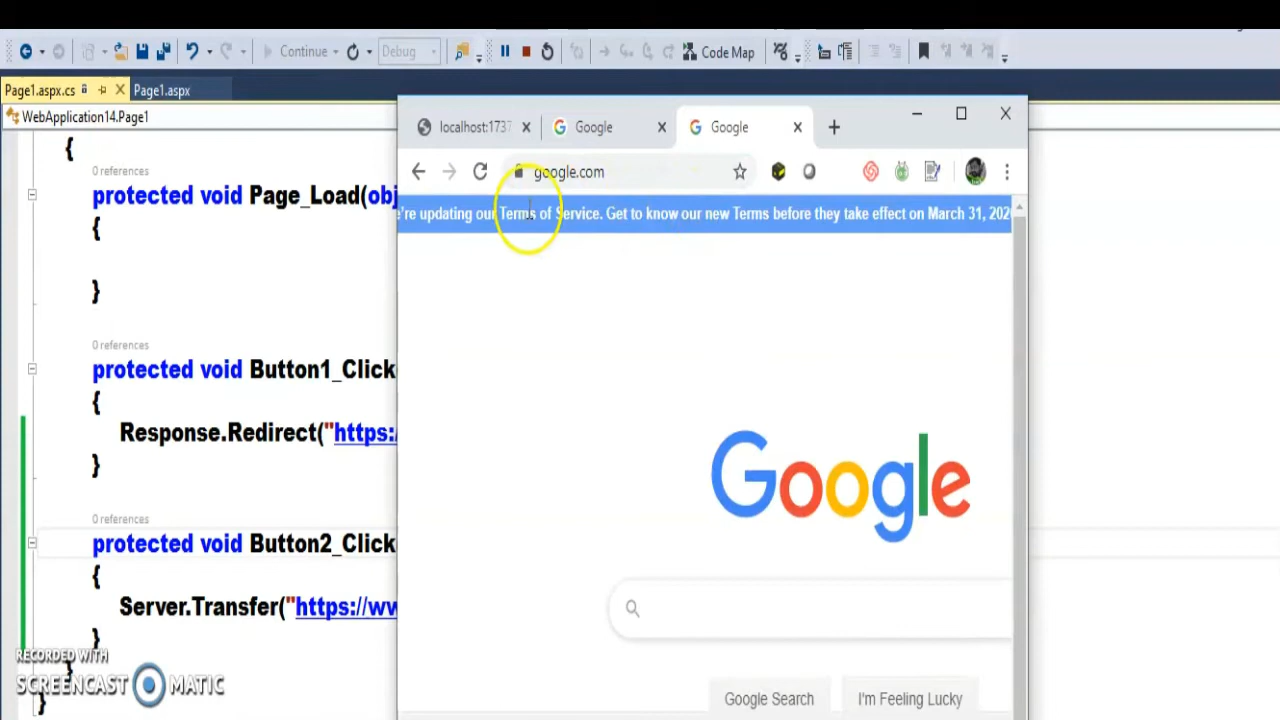 Continue
Debug
Code Map
Page1.aspx.cs
Page1.aspx
WebApplication14.Page1
{
0 references
protected void Page_Load(obj
{
}
0 references
protected void Button1_Click
{
Response.Redirect("https:
}
0 references
protected void Button2_Click
{
Server.Transfer("https://ww
}
}
}
localhost:1737
Google
Google
google.com
e're updating our Terms of Service. Get to know our new Terms before they take effect on March 31, 202
Google
Google Search
I'm Feeling Lucky
RECORDED WITH
SCREENCAST MATIC